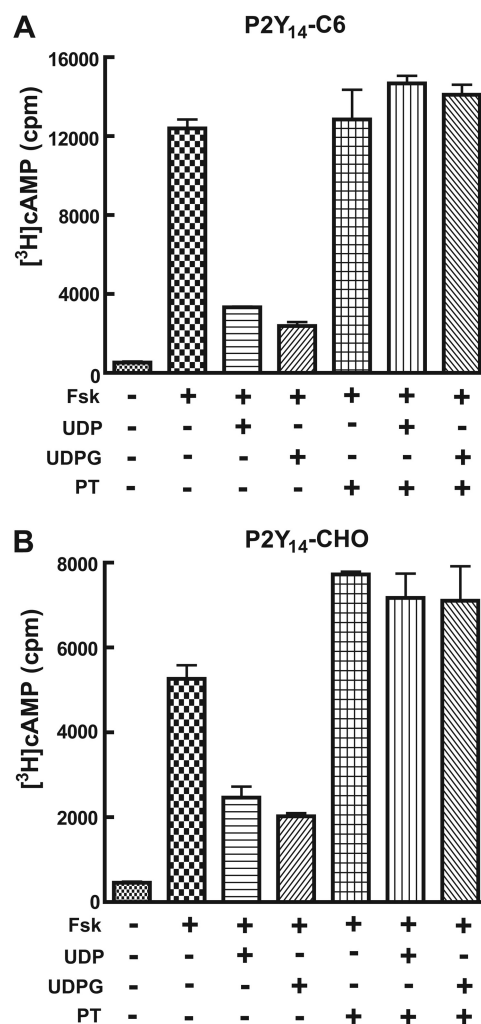 A
P2Y14-C6
[³H]cAMP (cpm)
16000
12000
8000
4000
0
Fsk - + + + + + +
UDP - - + - - + -
UDPG - - - + - - +
PT - - - - + + +
B
P2Y14-CHO
[³H]cAMP (cpm)
8000
6000
4000
2000
0
Fsk - + + + + + +
UDP - - + - - + -
UDPG - - - + - - +
PT - - - - + + +